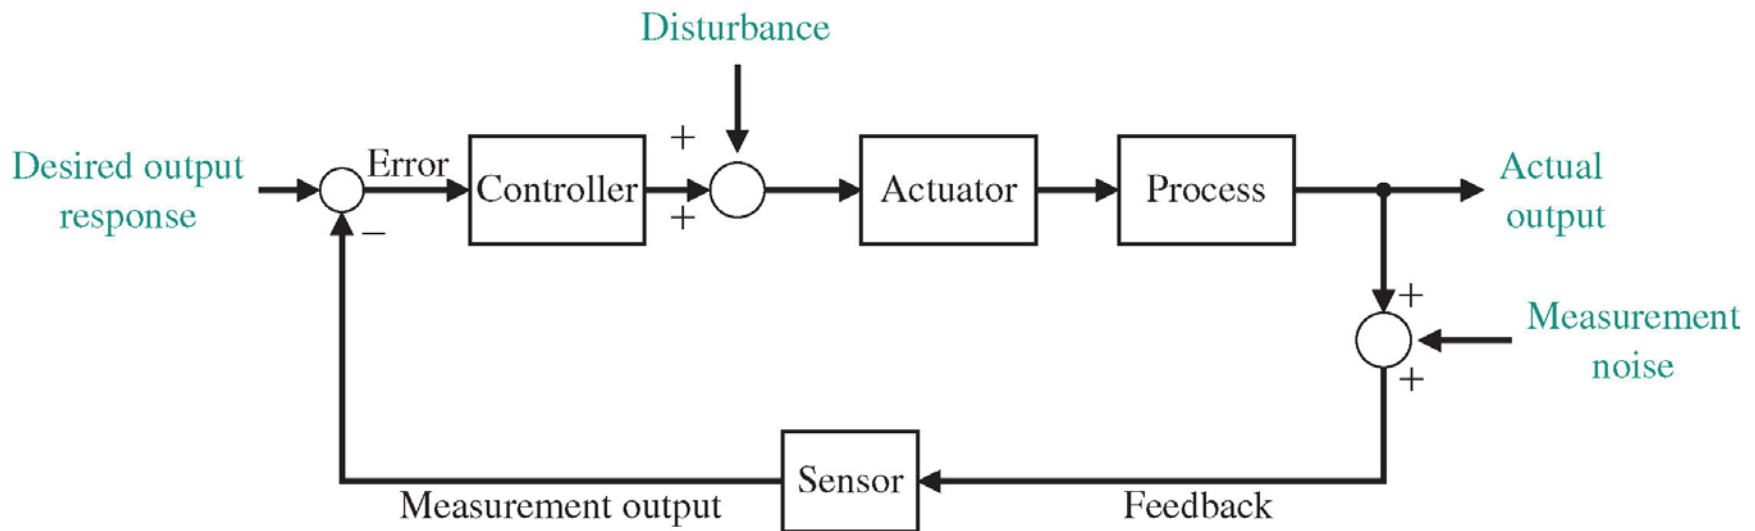 Disturbance
Desired output
response
Error
−
Controller
+
+
Actuator
Process
Actual
output
+
+
Measurement
noise
Sensor
Measurement output
Feedback